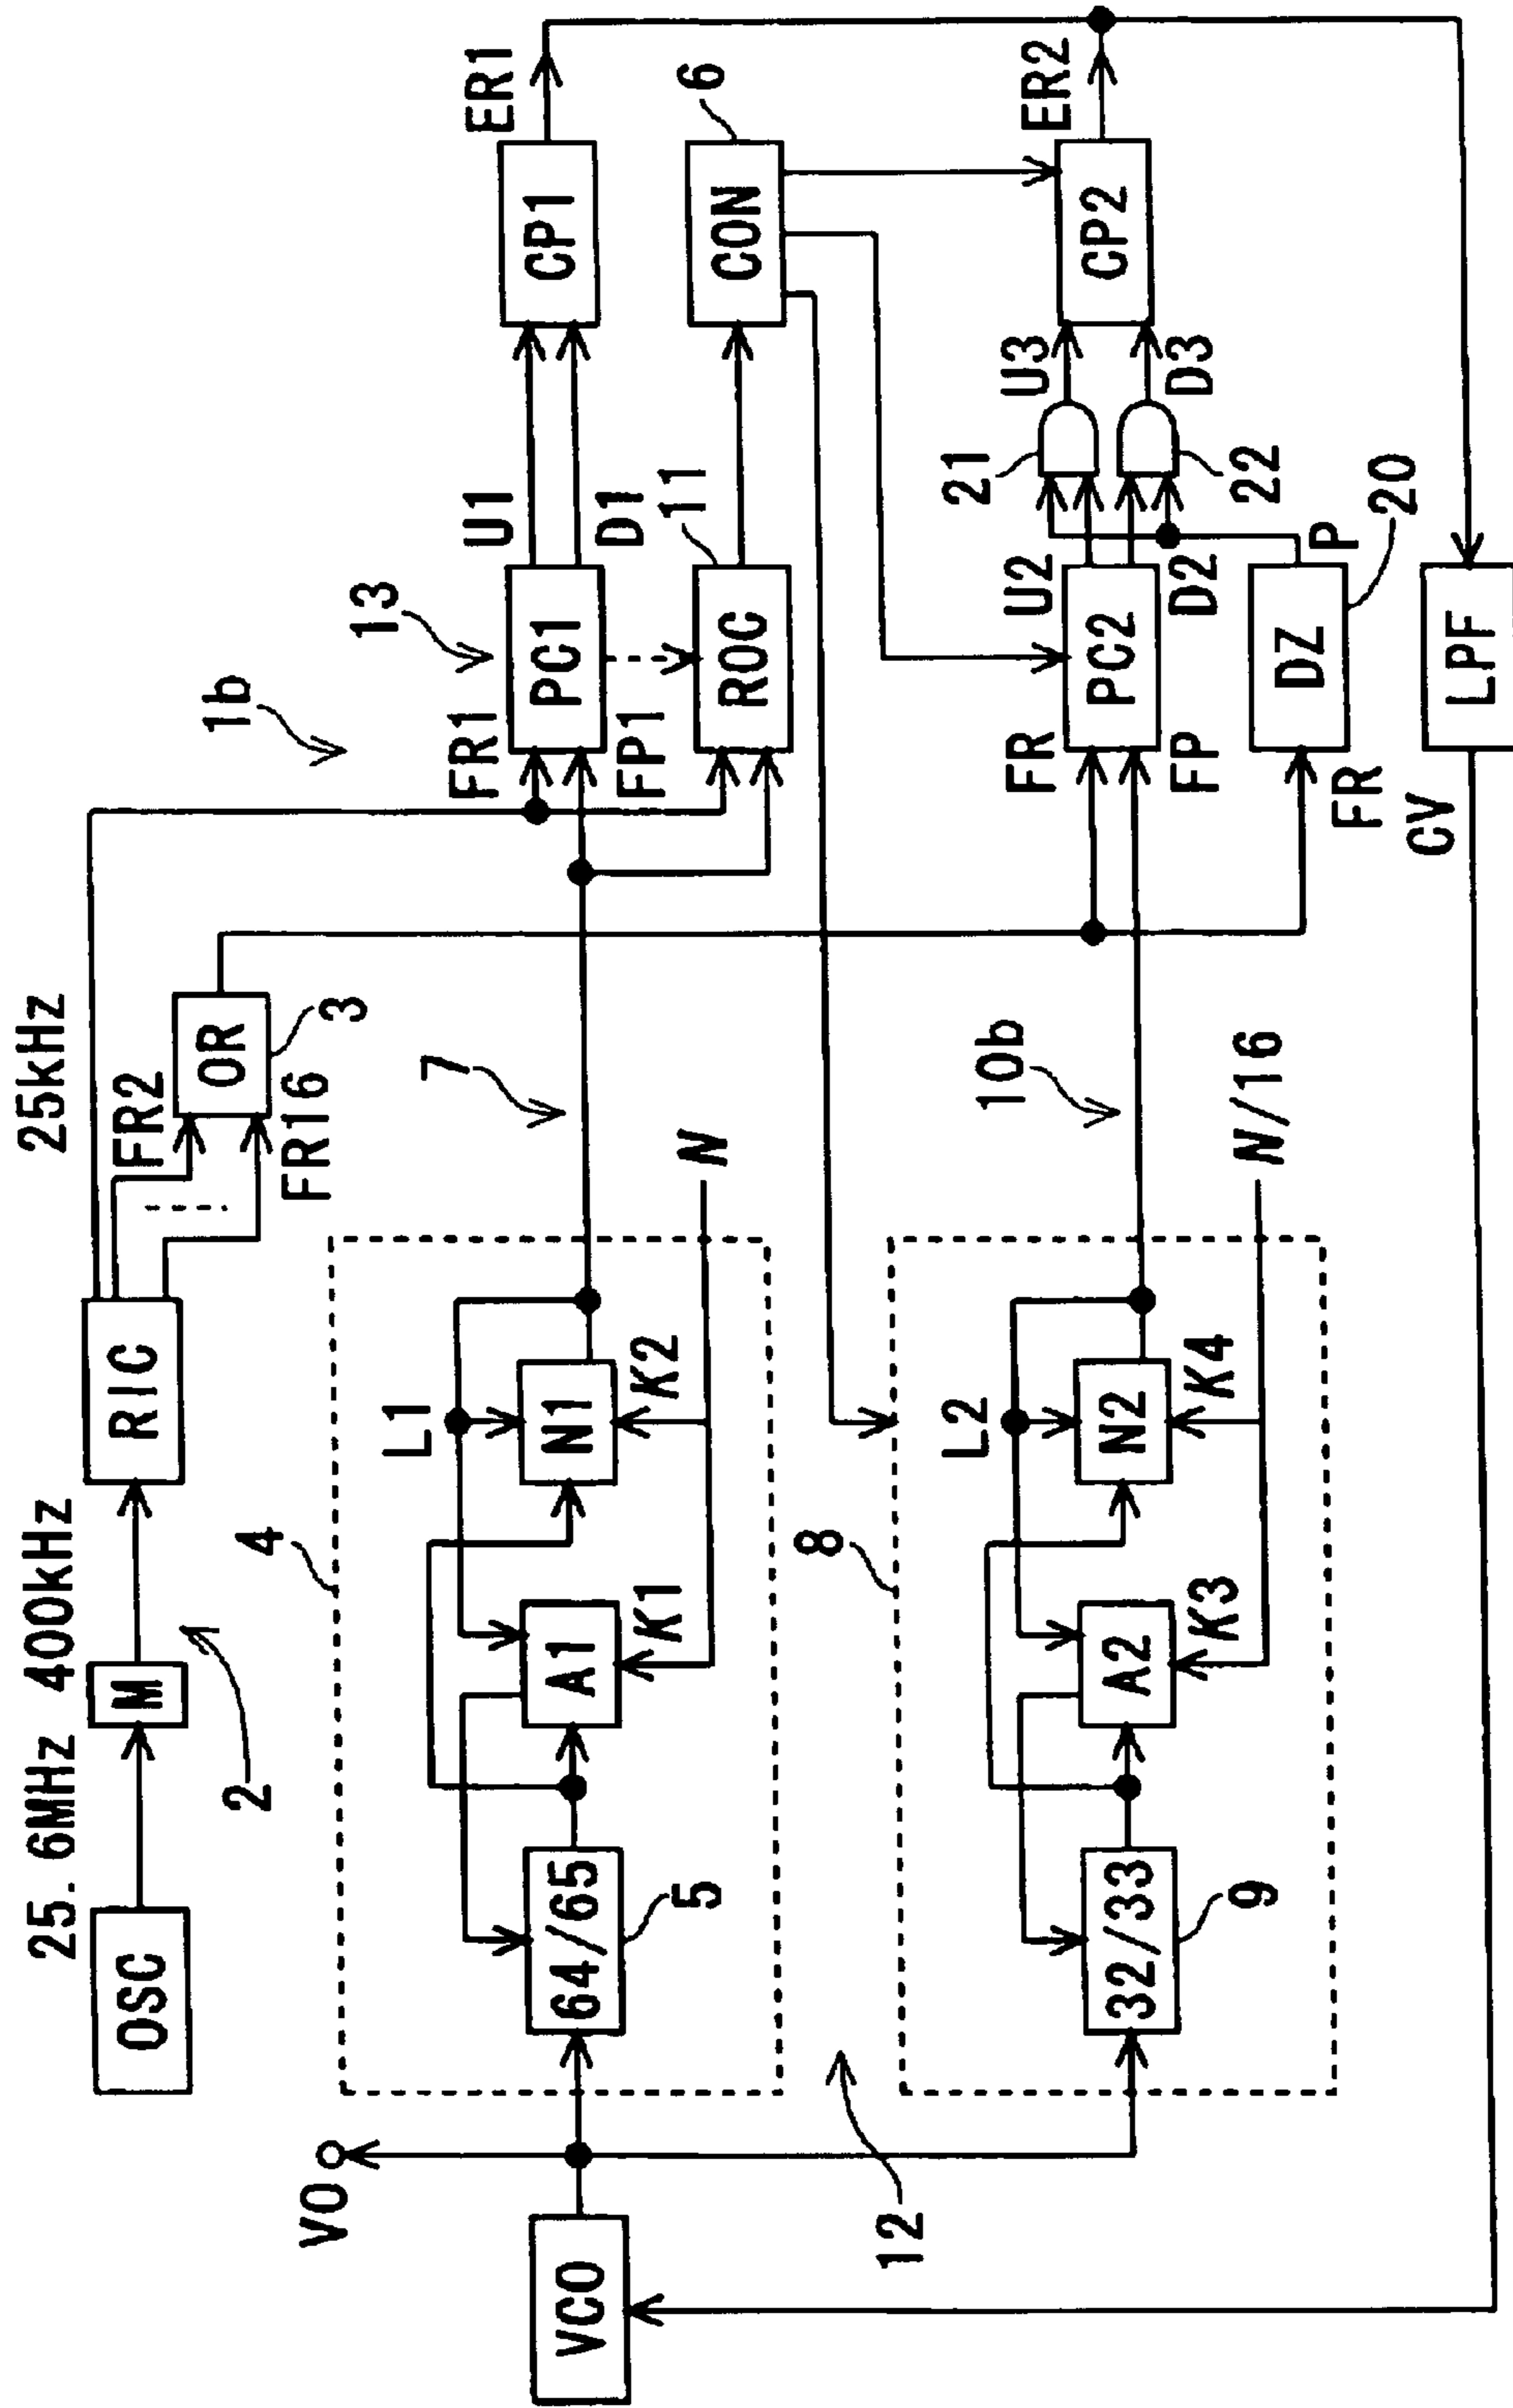 25.6MHz
400kHz
25kHz
OSC
M
RIC
FR2
OR
3
FR16
2
1b
13
U1
ER1
FR1
PC1
CP1
FP1
D1
11
6
ROC
CON
VO
4
7
L1
64/65
A1
N1
5
K1
K2
N
VCO
12
8
10b
L2
32/33
A2
N2
9
K3
K4
N/16
FR
PC2
U2
21
U3
ER2
CP2
FP
D2
22
D3
DZ
P
20
FR
CV
LPF